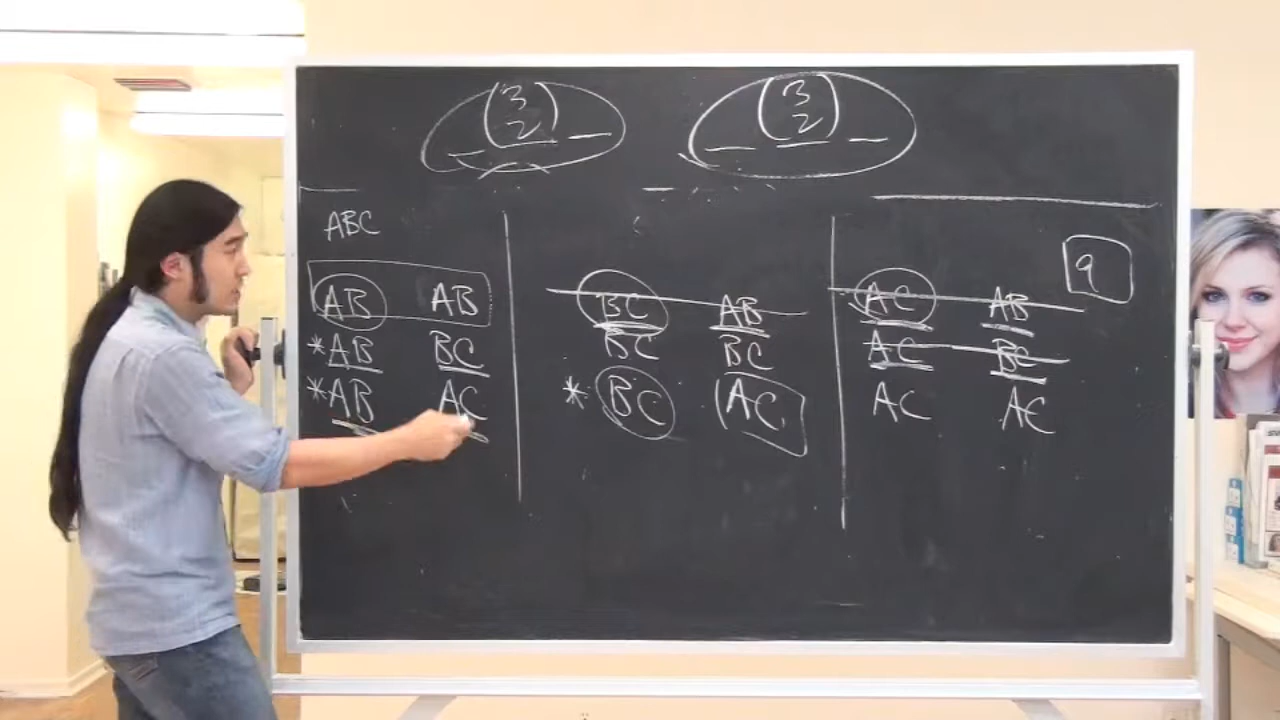 (3 2) (3 2)
ABC
9
AB AB
*AB BC
*AB AC
BC AB
BC BC
* BC AC
AC AB
AC BC
AC AC